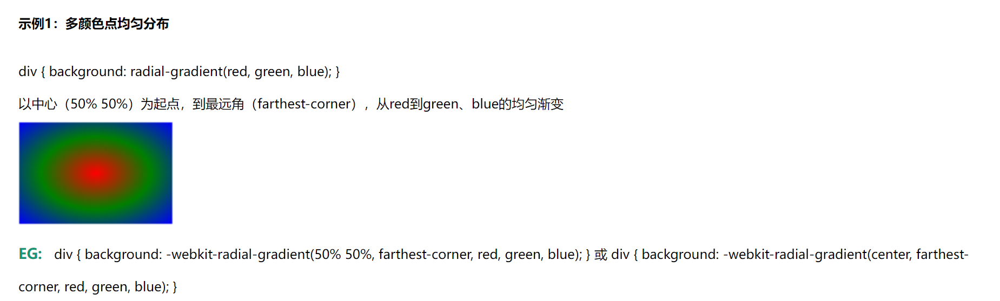 示例1：多颜色点均匀分布
div { background: radial-gradient(red, green, blue); }
以中心（50% 50%）为起点，到最远角（farthest-corner），从red到green、blue的均匀渐变
EG: div { background: -webkit-radial-gradient(50% 50%, farthest-corner, red, green, blue); } 或 div { background: -webkit-radial-gradient(center, farthest-
corner, red, green, blue); }